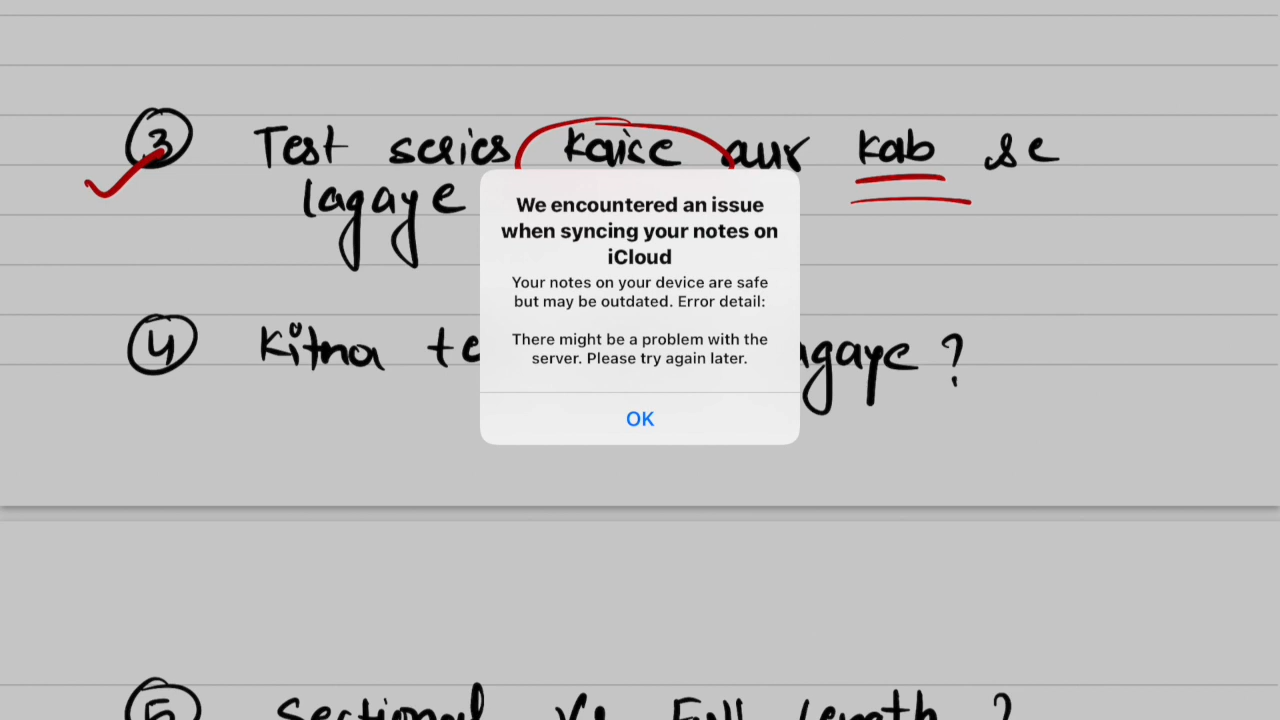 3 Test series kaise aur kab se
lagaye
We encountered an issue
when syncing your notes on
iCloud
Your notes on your device are safe
but may be outdated. Error detail:
There might be a problem with the
server. Please try again later.
OK
4 Kitna te
agaye ?
5 Sectional Vs Full length ?